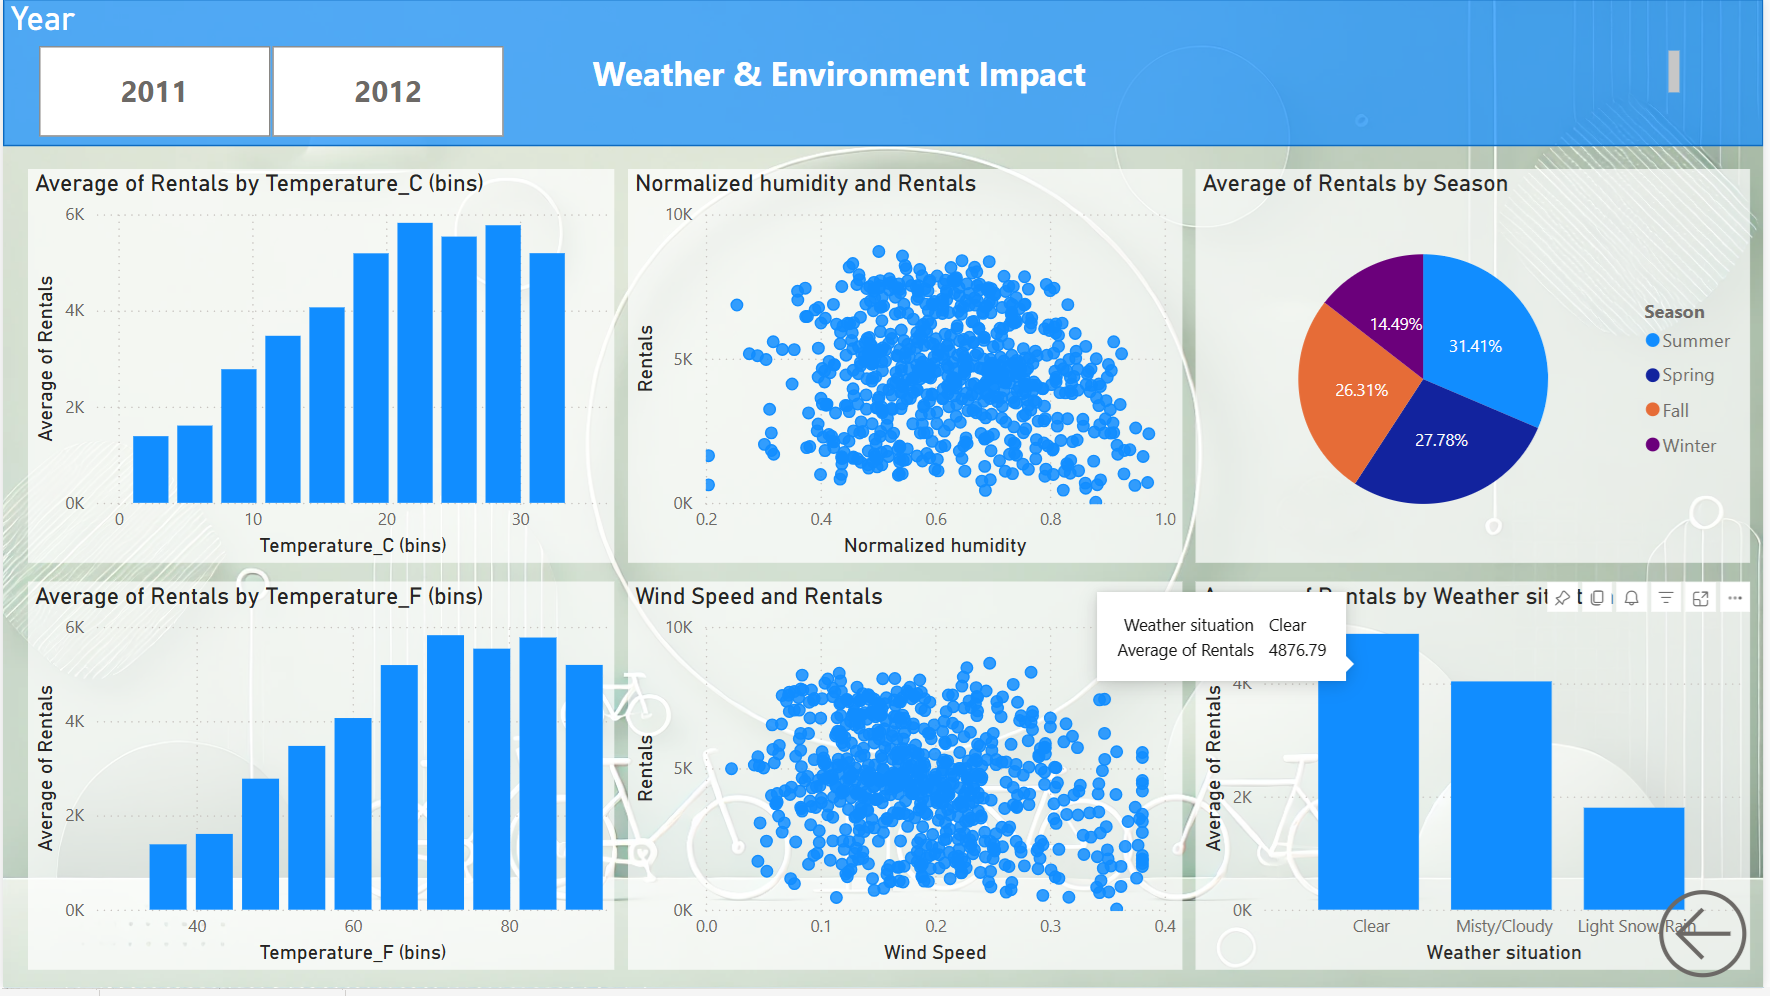 Year
2011
2012
Weather & Environment Impact
Average of Rentals by Temperature_C (bins)
6K
4K
2K
0K
Average of Rentals
0
10
20
30
Temperature_C (bins)
Normalized humidity and Rentals
10K
5K
0K
Rentals
0.2
0.4
0.6
0.8
1.0
Normalized humidity
Average of Rentals by Season
31.41%
27.78%
26.31%
14.49%
Season
Summer
Spring
Fall
Winter
Average of Rentals by Temperature_F (bins)
6K
4K
2K
0K
Average of Rentals
40
60
80
Temperature_F (bins)
Wind Speed and Rentals
10K
5K
0K
Rentals
0.0
0.1
0.2
0.3
0.4
Wind Speed
ntals by Weather sit
Weather situation Clear
Average of Rentals 4876.79
4K
2K
0K
Average of Rentals
Clear
Misty/Cloudy
Light Snow, Rain
Weather situation